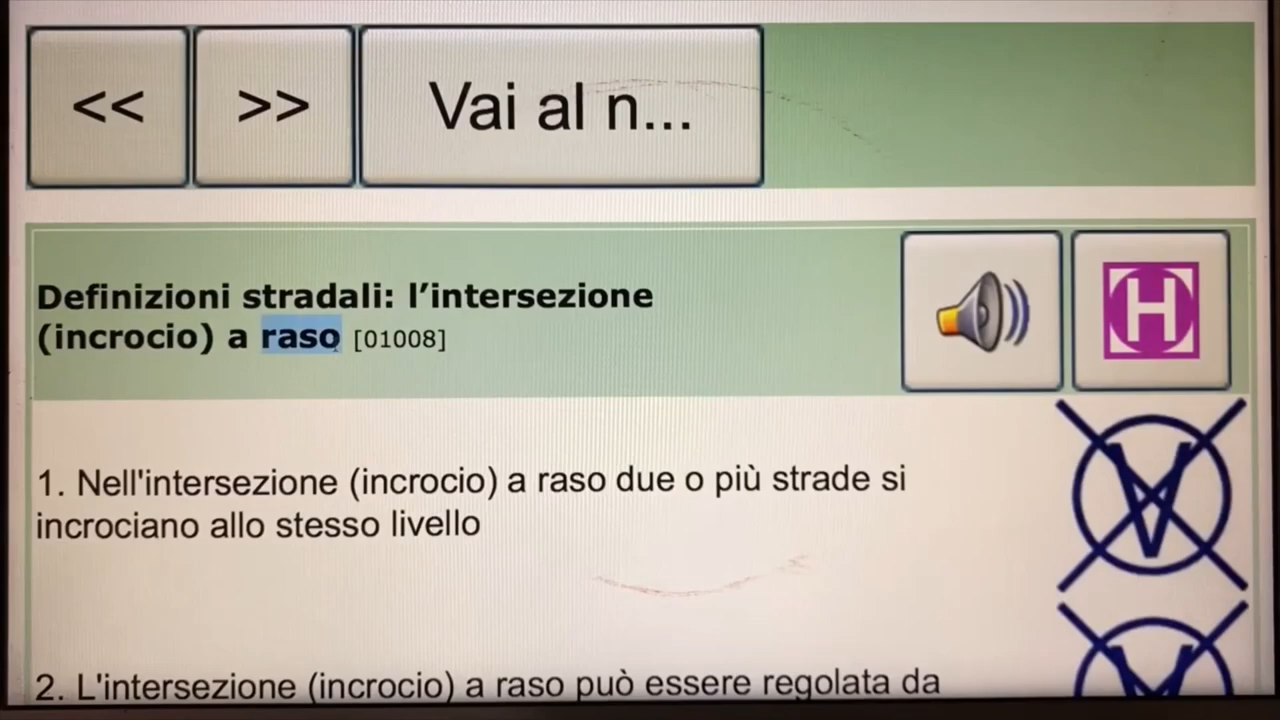 << >> Vai al n...
Definizioni stradali: l’intersezione
(incrocio) a raso [01008]
H
1. Nell'intersezione (incrocio) a raso due o più strade si
incrociano allo stesso livello
V
2. L'intersezione (incrocio) a raso può essere regolata da
V